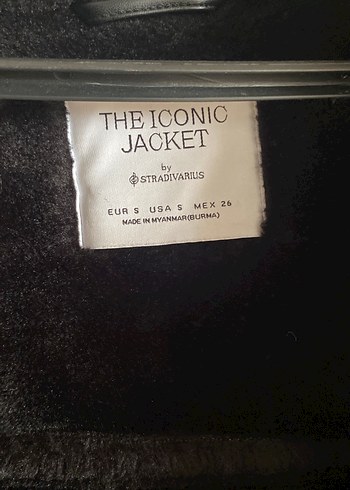 THE ICONIC
JACKET
by
STRADIVARIUS
EUR S USA S MEX 26
MADE IN MYANMAR(BURMA)